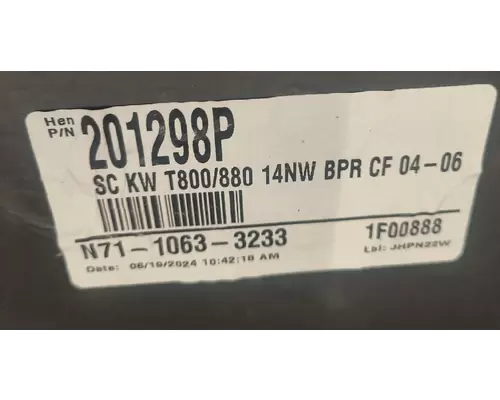 Hen
P/N 201298P
SC KW T800/880 14NW BPR CF 04-06
N71-1063-3233 1F00888
Date: 06/19/2024 10:42:18 AM Lbl: JHPN22W